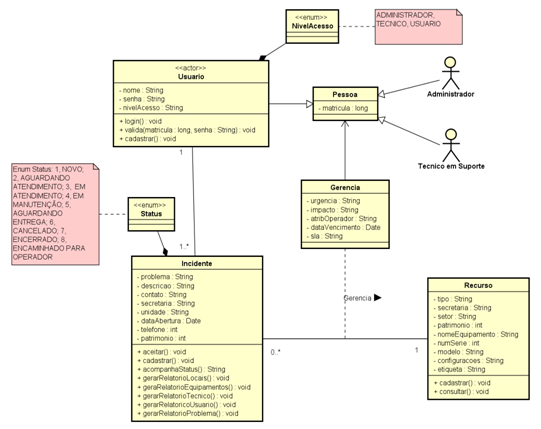 <<enum>>
NivelAcesso
ADMINISTRADOR,
TECNICO, USUARIO
<<actor>>
Usuario
- nome : String
- senha : String
- nivelAcesso : String
+ login() : void
+ valida(matricula : long, senha : String) : void
+ cadastrar() : void
Pessoa
- matricula : long
Administrador
Tecnico em Suporte
1
Enum Status: 1, NOVO;
2, AGUARDANDO
ATENDIMENTO; 3, EM
ATENDIMENTO; 4, EM
MANUTENÇÃO; 5,
AGUARDANDO
ENTREGA; 6,
CANCELADO; 7,
ENCERRADO; 8,
ENCAMINHADO PARA
OPERADOR
<<enum>>
Status
Gerencia
- urgencia : String
- impacto : String
- atribOperador : String
- dataVencimento : Date
- sla : String
1..*
Incidente
- problema : String
- descricao : String
- contato : String
- secretaria : String
- unidade : String
- dataAbertura : Date
- telefone : int
- patrimonio : int
+ aceitar() : void
+ cadastrar() : void
+ acompanhaStatus() : String
+ gerarRelatorioLocais() : void
+ geraRelatorioEquipamentos() : void
+ gerarRelatorioTecnico() : void
+ gerarRelatoricoUsuario() : void
+ gerarRelatorioProblema() : void
Gerencia
0..*
1
Recurso
- tipo : String
- secretaria : String
- setor : String
- patrimonio : int
- nomeEquipamento : String
- numSerie : int
- modelo : String
- configuracoes : String
- etiqueta : String
+ cadastrar() : void
+ consultar() : void